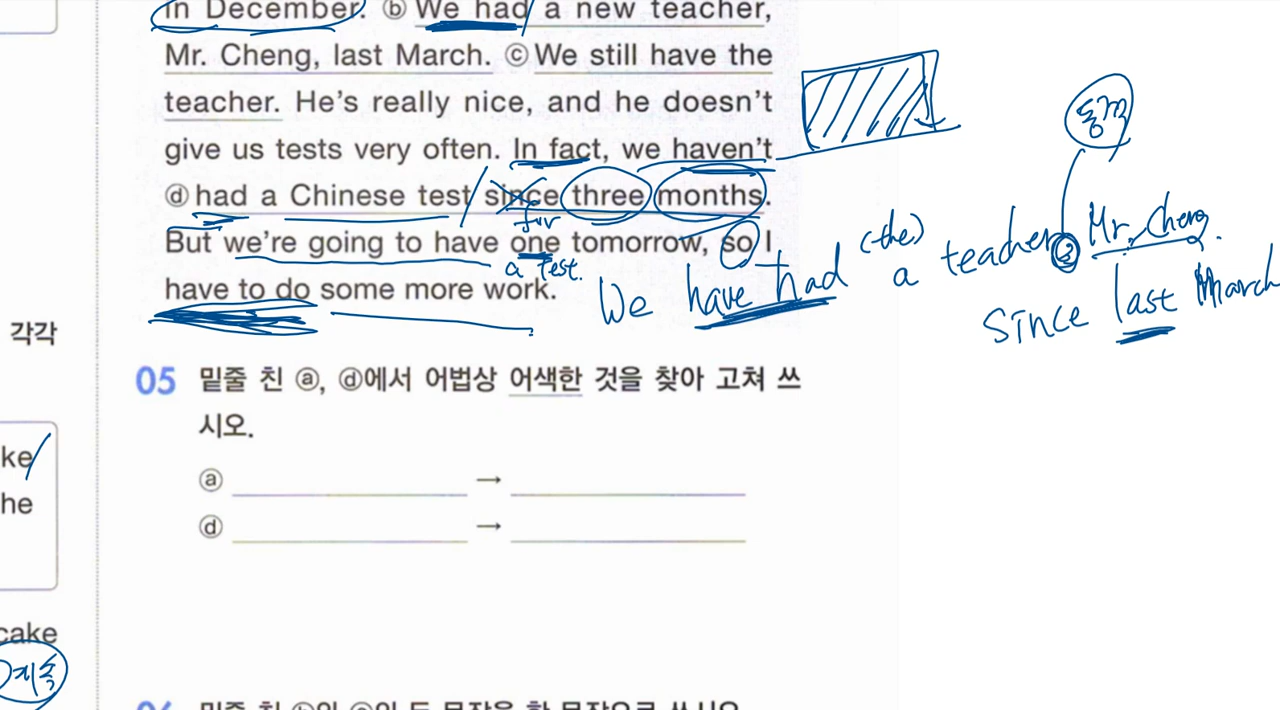 in December. ⓑ We had a new teacher,
Mr. Cheng, last March. ⓒ We still have the
teacher. He's really nice, and he doesn't
give us tests very often. In fact, we haven't
ⓓ had a Chinese test since three months.
for
But we're going to have one tomorrow, so I
a test.
have to do some more work.
동격
We have had (the) a teacher, Mr. Cheng.
since last March
각각
05 밑줄 친 ⓐ, ⓓ에서 어법상 어색한 것을 찾아 고쳐 쓰
시오.
ke
ⓐ →
he
ⓓ →
cake
계속